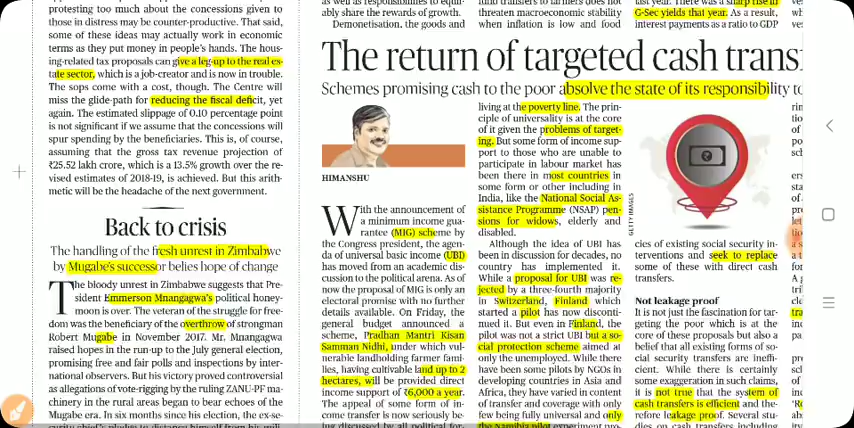 protesting too much about the concessions given to
those in distress may be counter-productive. That said,
some of these ideas may actually work in economic
terms as they put money in people's hands. The hous-
ing-related tax proposals can give a leg-up to the real es-
tate sector, which is a job-creator and is now in trouble.
The sops come with a cost, though. The Centre will
miss the glide-path for reducing the fiscal deficit, yet
again. The estimated slippage of 0.10 percentage point
is not significant if we assume that the concessions will
spur spending by the beneficiaries. This is, of course,
assuming that the gross tax revenue projection of
₹25.52 lakh crore, which is a 13.5% growth over the re-
vised estimates of 2018-19, is achieved. But this arith-
metic will be the headache of the next government.
Back to crisis
The handling of the fresh unrest in Zimbabwe
by Mugabe's successor belies hope of change
The bloody unrest in Zimbabwe suggests that Pre-
sident Emmerson Mnangagwa's political honey-
moon is over. The veteran of the struggle for free-
dom was the beneficiary of the overthrow of strongman
Robert Mugabe in November 2017. Mr. Mnangagwa
raised hopes in the run-up to the July general election,
promising free and fair polls and inspections by inter-
national observers. But his victory proved controversial
as allegations of vote-rigging by the ruling ZANU-PF ma-
chinery in the rural areas began to bear echoes of the
Mugabe era. In six months since his election, the ex-se-
ably share the rewards of growth.
Demonetisation, the goods and
fund transfers to farmers does not
threaten macroeconomic stability
when inflation is low and food
last year. There was a sharp rise in
G-Sec yields that year. As a result,
interest payments as a ratio to GDP
The return of targeted cash trans
Schemes promising cash to the poor absolve the state of its responsibility to
HIMANSHU
With the announcement of
a minimum income gua-
rantee (MIG) scheme by
the Congress president, the agen-
da of universal basic income (UBI)
has moved from an academic dis-
cussion to the political arena. As of
now the proposal of MIG is only an
electoral promise with no further
details available. On Friday, the
general budget announced a
scheme, Pradhan Mantri Kisan
Samman Nidhi, under which vul-
nerable landholding farmer fami-
lies, having cultivable land up to 2
hectares, will be provided direct
income support of ₹6,000 a year.
The appeal of some form of in-
come transfer is now seriously be-
living at the poverty line. The prin-
ciple of universality is at the core
of it given the problems of target-
ing. But some form of income sup-
port to those who are unable to
participate in labour market has
been there in most countries in
some form or other including in
India, like the National Social As-
sistance Programme (NSAP) pen-
sions for widows, elderly and
disabled.
Although the idea of UBI has
been in discussion for decades, no
country has implemented it.
While a proposal for UBI was re-
jected by a three-fourth majority
in Switzerland, Finland which
started a pilot has now disconti-
nued it. But even in Finland, the
pilot was not a strict UBI but a so-
cial protection scheme aimed at
only the unemployed. While there
have been some pilots by NGOs in
developing countries in Asia and
Africa, they have varied in content
of transfer and coverage with only
few being fully universal and only
the Namibia pilot experiment pro-
GETTY IMAGES
cies of existing social security in-
terventions and seek to replace
some of these with direct cash
transfers.
Not leakage proof
It is not just the fascination for tar-
geting the poor which is at the
core of these proposals but also a
belief that all existing forms of so-
cial security transfers are ineffi-
cient. While there is certainly
some exaggeration in such claims,
it is not true that the system of
cash transfers is efficient and the-
refore leakage proof. Several stu-
dies on cash transfers including